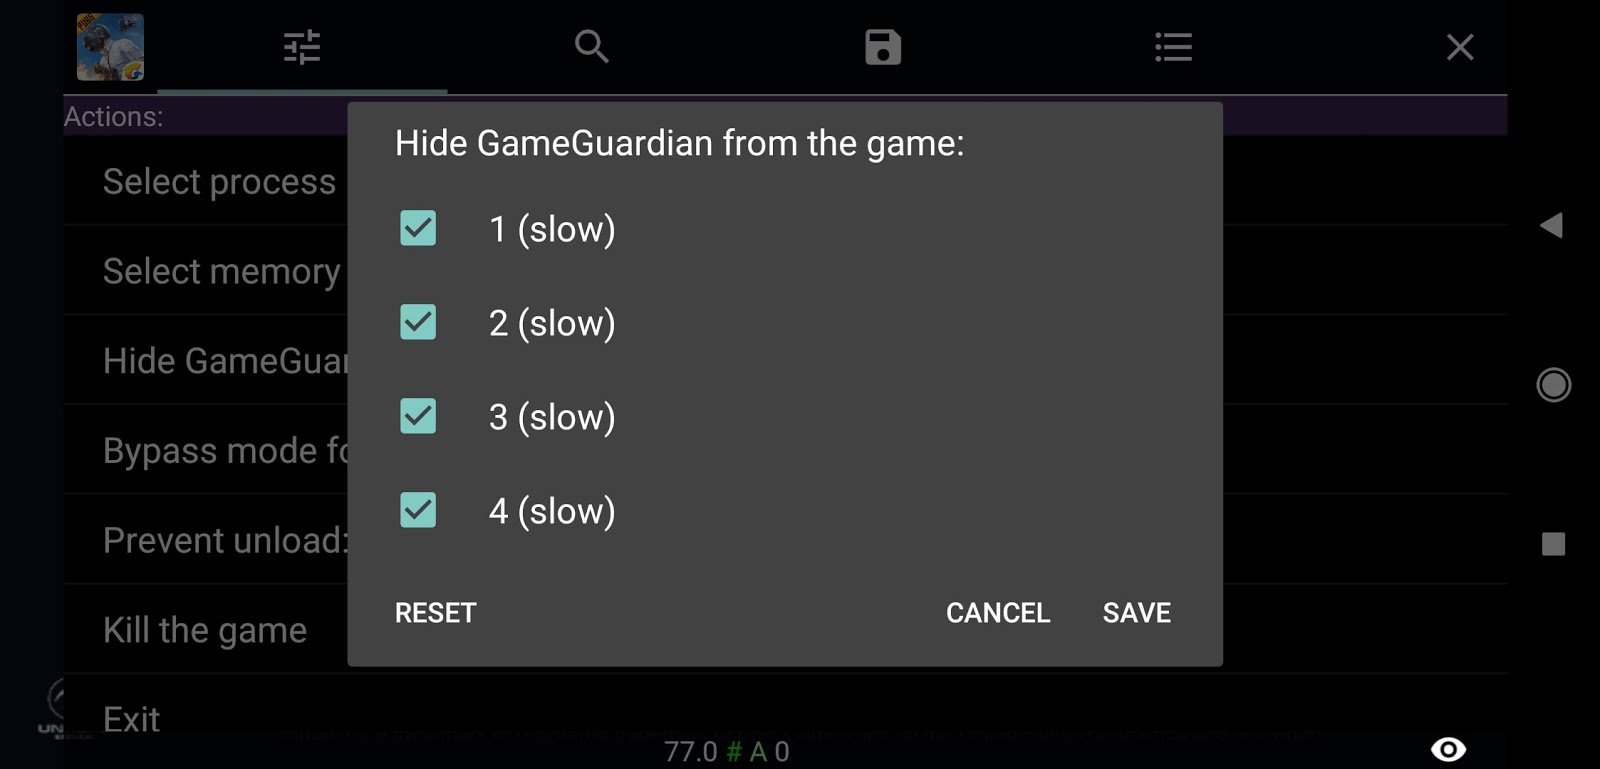 PUBG
Actions:
Hide GameGuardian from the game:
Select process
1 (slow)
Select memory
2 (slow)
Hide GameGuar
3 (slow)
Bypass mode fo
4 (slow)
Prevent unload:
Kill the game
RESET
CANCEL
SAVE
Exit
77.0 # A 0